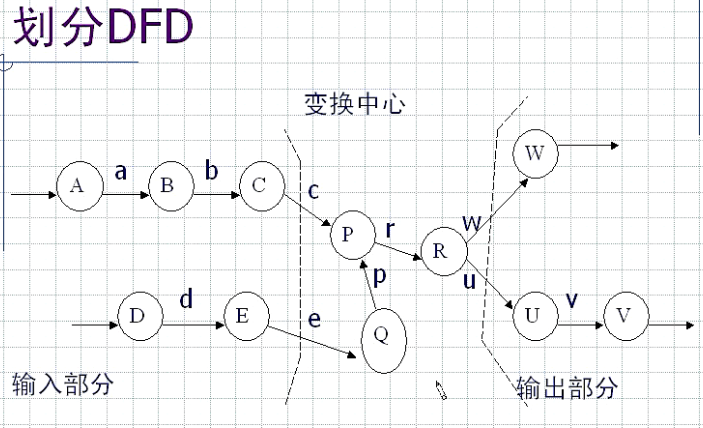 划分DFD
变换中心
A a B b C c
W
P r R w
p u
D d E e Q U v V
输入部分
输出部分